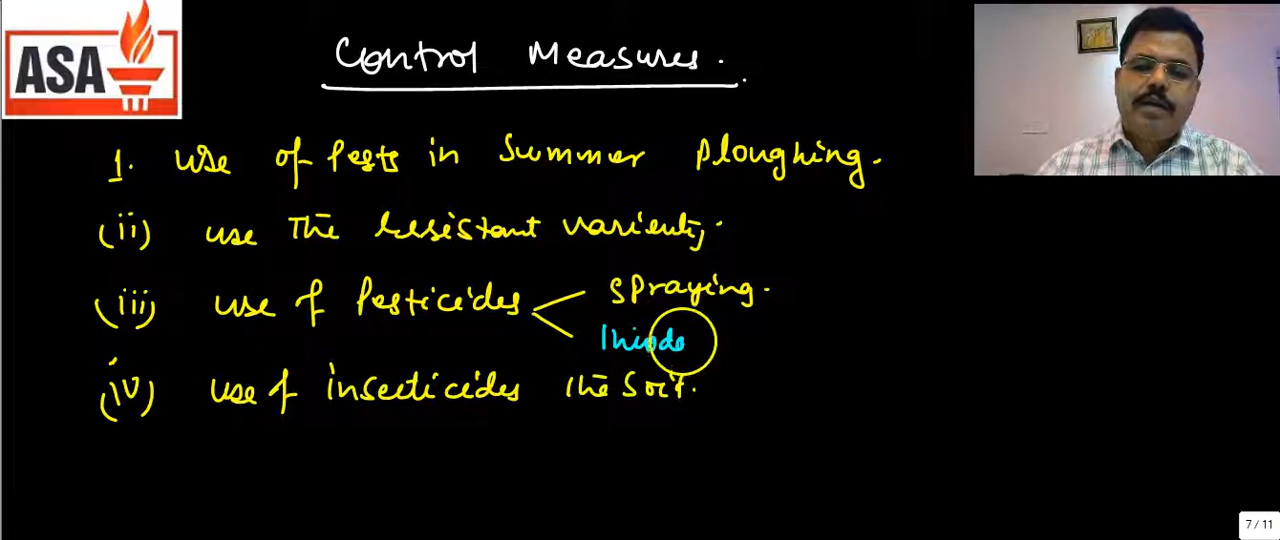 ASA
Control Measures.
1. use of Pests in Summer Ploughing.
(ii) use The Resistant varienty.
(iii) use of Pesticides spraying.
(iv) use of insecticides The Soil.
7 / 11